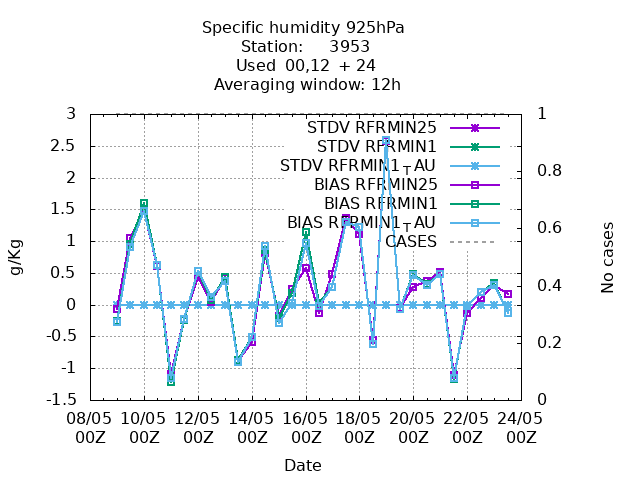 Specific humidity 925hPa
Station: 3953
Used 00,12 + 24
Averaging window: 12h
3
2.5
2
1.5
1
0.5
0
-0.5
-1
-1.5
1
0.8
0.6
0.4
0.2
0
g/Kg
No cases
STDV RFRMIN25
STDV RFRMIN1
STDV RFRMIN1TAU
BIAS RFRMIN25
BIAS RFRMIN1
BIAS RFRMIN1TAU
CASES
08/05 10/05 12/05 14/05 16/05 18/05 20/05 22/05 24/05
00Z 00Z 00Z 00Z 00Z 00Z 00Z 00Z 00Z
Date